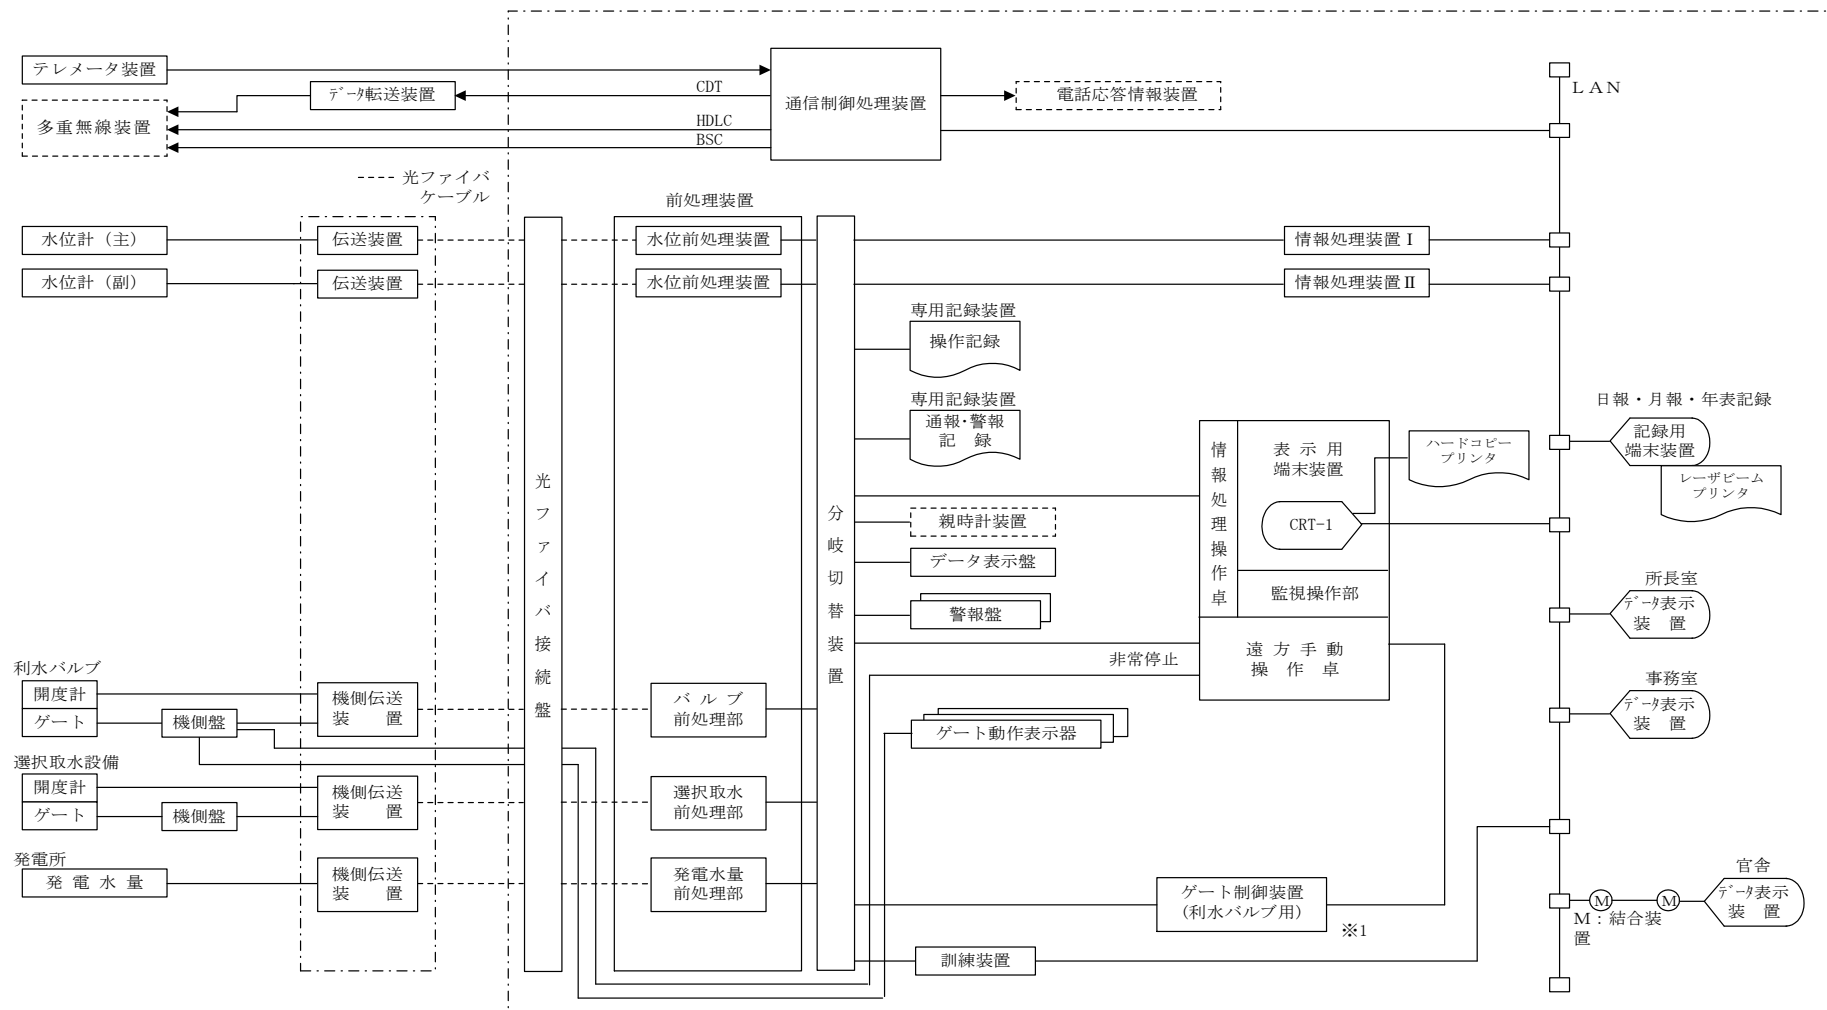 テレメータ装置
データ転送装置
多重無線装置
CDT
HDLC
BSC
通信制御処理装置
電話応答情報装置
LAN
---- 光ファイバ
ケーブル
前処理装置
水位計（主）
伝送装置
水位前処理装置
情報処理装置Ⅰ
水位計（副）
伝送装置
水位前処理装置
情報処理装置Ⅱ
専用記録装置
操作記録
専用記録装置
通報・警報
記　録
光ファイバ接続盤
分岐切替装置
親時計装置
データ表示盤
警報盤
情報処理操作卓
表示用
端末装置
CRT-1
監視操作部
遠方手動
操作卓
非常停止
ハードコピー
プリンタ
日報・月報・年表記録
記録用
端末装置
レーザビーム
プリンタ
所長室
データ表示
装　置
事務室
データ表示
装　置
利水バルブ
開度計
ゲート
機側盤
機側伝送
装　　置
バルブ
前処理部
ゲート動作表示器
選択取水設備
開度計
ゲート
機側盤
機側伝送
装　　置
選択取水
前処理部
発電所
発電水量
機側伝送
装　　置
発電水量
前処理部
ゲート制御装置
(利水バルブ用)
※1
訓練装置
官舎
データ表示
装　置
M
M
M：結合装
置